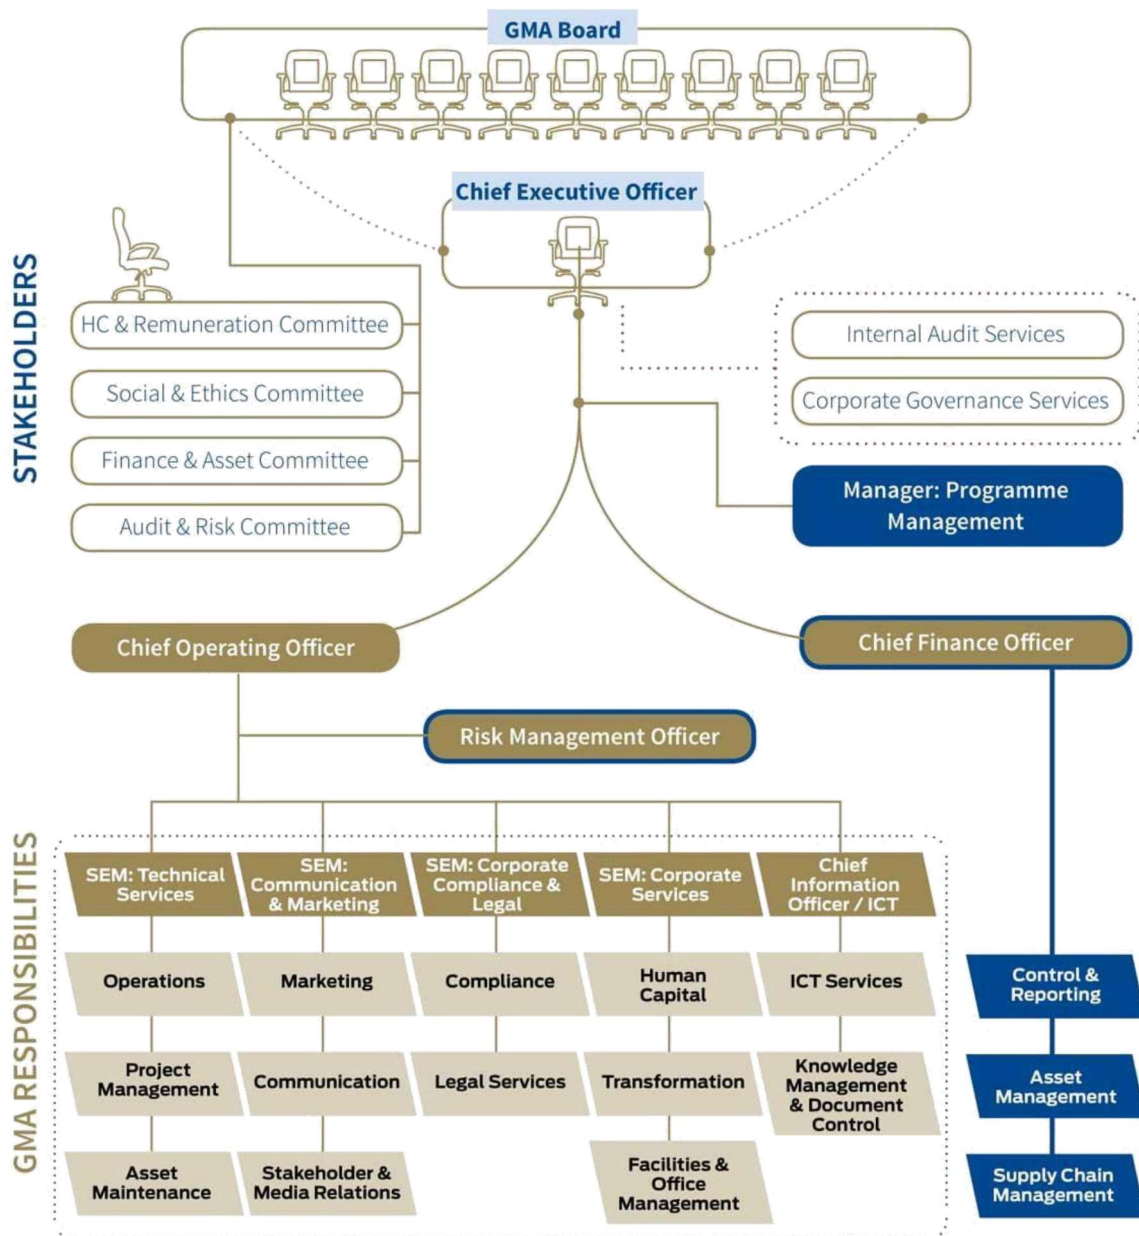 GMA Board
Chief Executive Officer
STAKEHOLDERS
HC & Remuneration Committee
Social & Ethics Committee
Finance & Asset Committee
Audit & Risk Committee
Internal Audit Services
Corporate Governance Services
Manager: Programme
Management
Chief Operating Officer
Chief Finance Officer
Risk Management Officer
GMA RESPONSIBILITIES
SEM: Technical
Services
SEM:
Communication
& Marketing
SEM: Corporate
Compliance &
Legal
SEM: Corporate
Services
Chief
Information
Officer / ICT
Operations
Marketing
Compliance
Human
Capital
ICT Services
Control &
Reporting
Project
Management
Communication
Legal Services
Transformation
Knowledge
Management
& Document
Control
Asset
Management
Asset
Maintenance
Stakeholder &
Media Relations
Facilities &
Office
Management
Supply Chain
Management